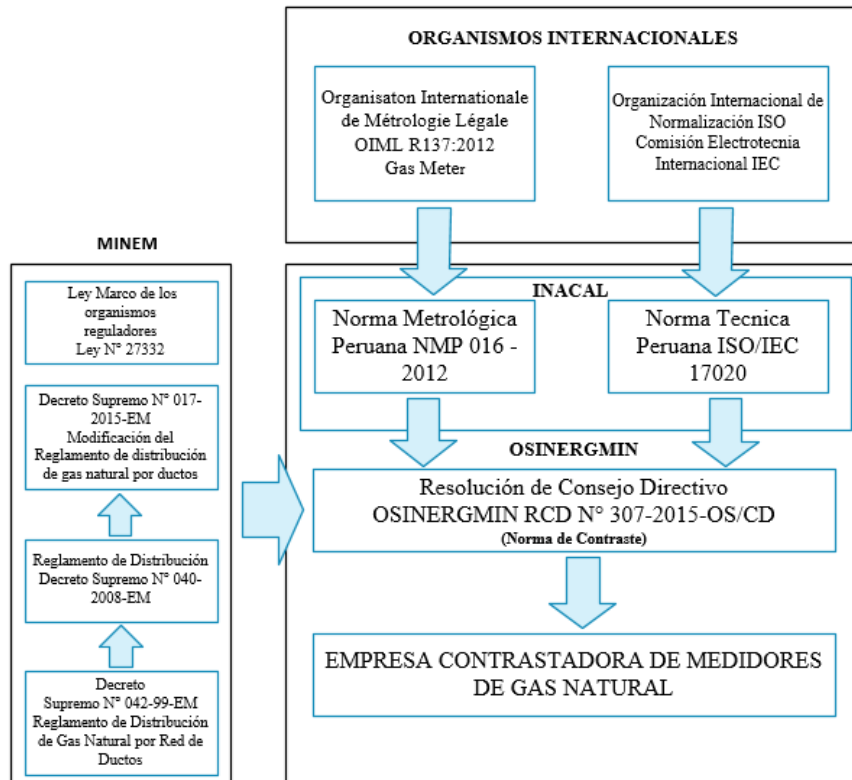 ORGANISMOS INTERNACIONALES
Organisaton Internationale
de Métrologie Légale
OIML R137:2012
Gas Meter
Organización Internacional de
Normalización ISO
Comisión Electrotecnia
Internacional IEC
MINEM
Ley Marco de los
organismos
reguladores
Ley N° 27332
Decreto Supremo N° 017-
2015-EM
Modificación del
Reglamento de distribución
de gas natural por ductos
Reglamento de Distribución
Decreto Supremo N° 040-
2008-EM
Decreto
Supremo N° 042-99-EM
Reglamento de Distribución
de Gas Natural por Red de
Ductos
INACAL
Norma Metrológica
Peruana NMP 016 -
2012
Norma Tecnica
Peruana ISO/IEC
17020
OSINERGMIN
Resolución de Consejo Directivo
OSINERGMIN RCD N° 307-2015-OS/CD
(Norma de Contraste)
EMPRESA CONTRASTADORA DE MEDIDORES
DE GAS NATURAL